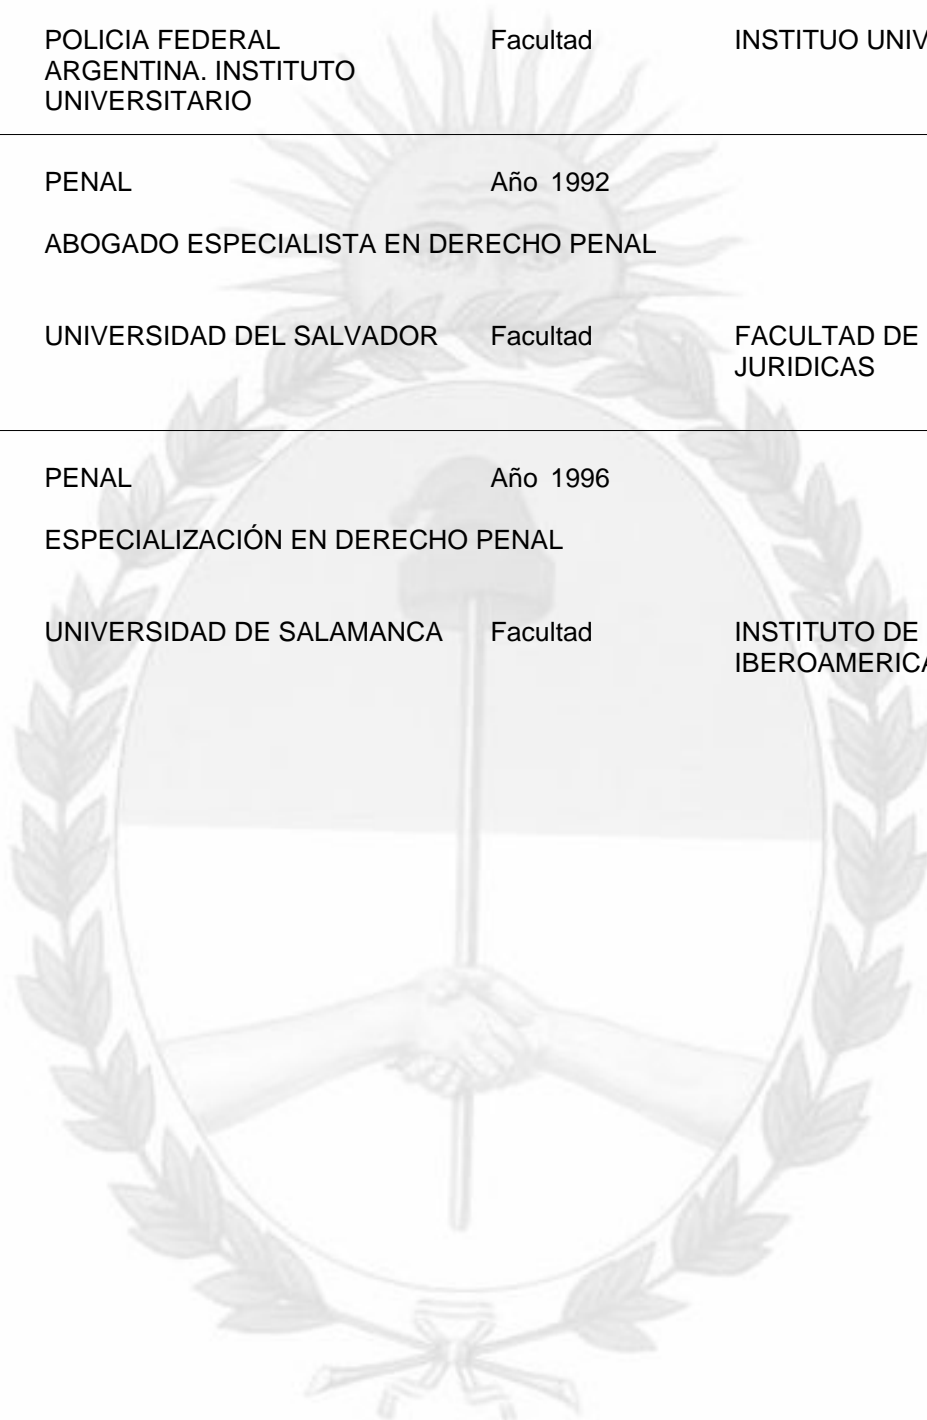 POLICIA FEDERAL Facultad INSTITUO UNIV
ARGENTINA. INSTITUTO
UNIVERSITARIO
PENAL Año 1992
ABOGADO ESPECIALISTA EN DERECHO PENAL
UNIVERSIDAD DEL SALVADOR Facultad FACULTAD DE
JURIDICAS
PENAL Año 1996
ESPECIALIZACIÓN EN DERECHO PENAL
UNIVERSIDAD DE SALAMANCA Facultad INSTITUTO DE
IBEROAMERICA